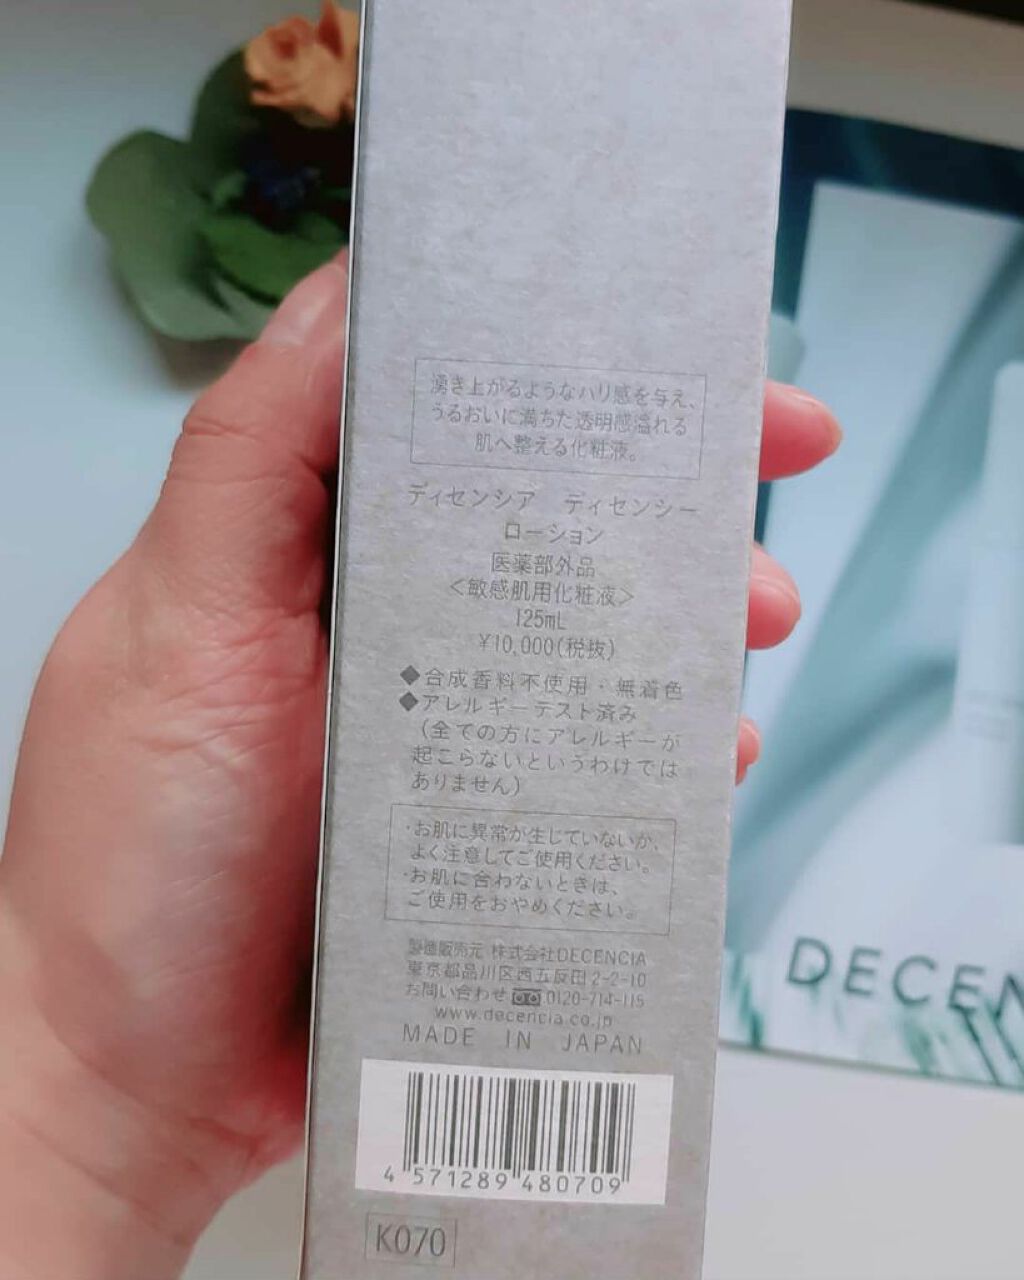 湧き上がるようなハリ感を与え、
うるおいに満ちた透明感溢れる
肌へ整える化粧液。
ディセンシア ディセンシー
ローション
医薬部外品
＜敏感肌用化粧液＞
125mL
¥10,000(税抜)
◆合成香料不使用・無着色
◆アレルギーテスト済み
(全ての方にアレルギーが
起こらないというわけでは
ありません)
・お肌に異常が生じていないか、
よく注意してご使用ください。
・お肌に合わないときは、
ご使用をおやめください。
製造販売元 株式会社DECENCIA
東京都品川区西五反田2-2-10
お問い合わせ 0120-714-115
www.decencia.co.jp
MADE IN JAPAN
4 571289 480709
K070
DECEN